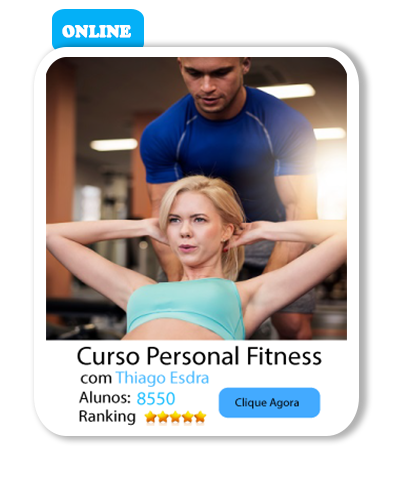 ONLINE
Curso Personal Fitness
com Thiago Esdra
Alunos: 8550
Ranking
Clique Agora